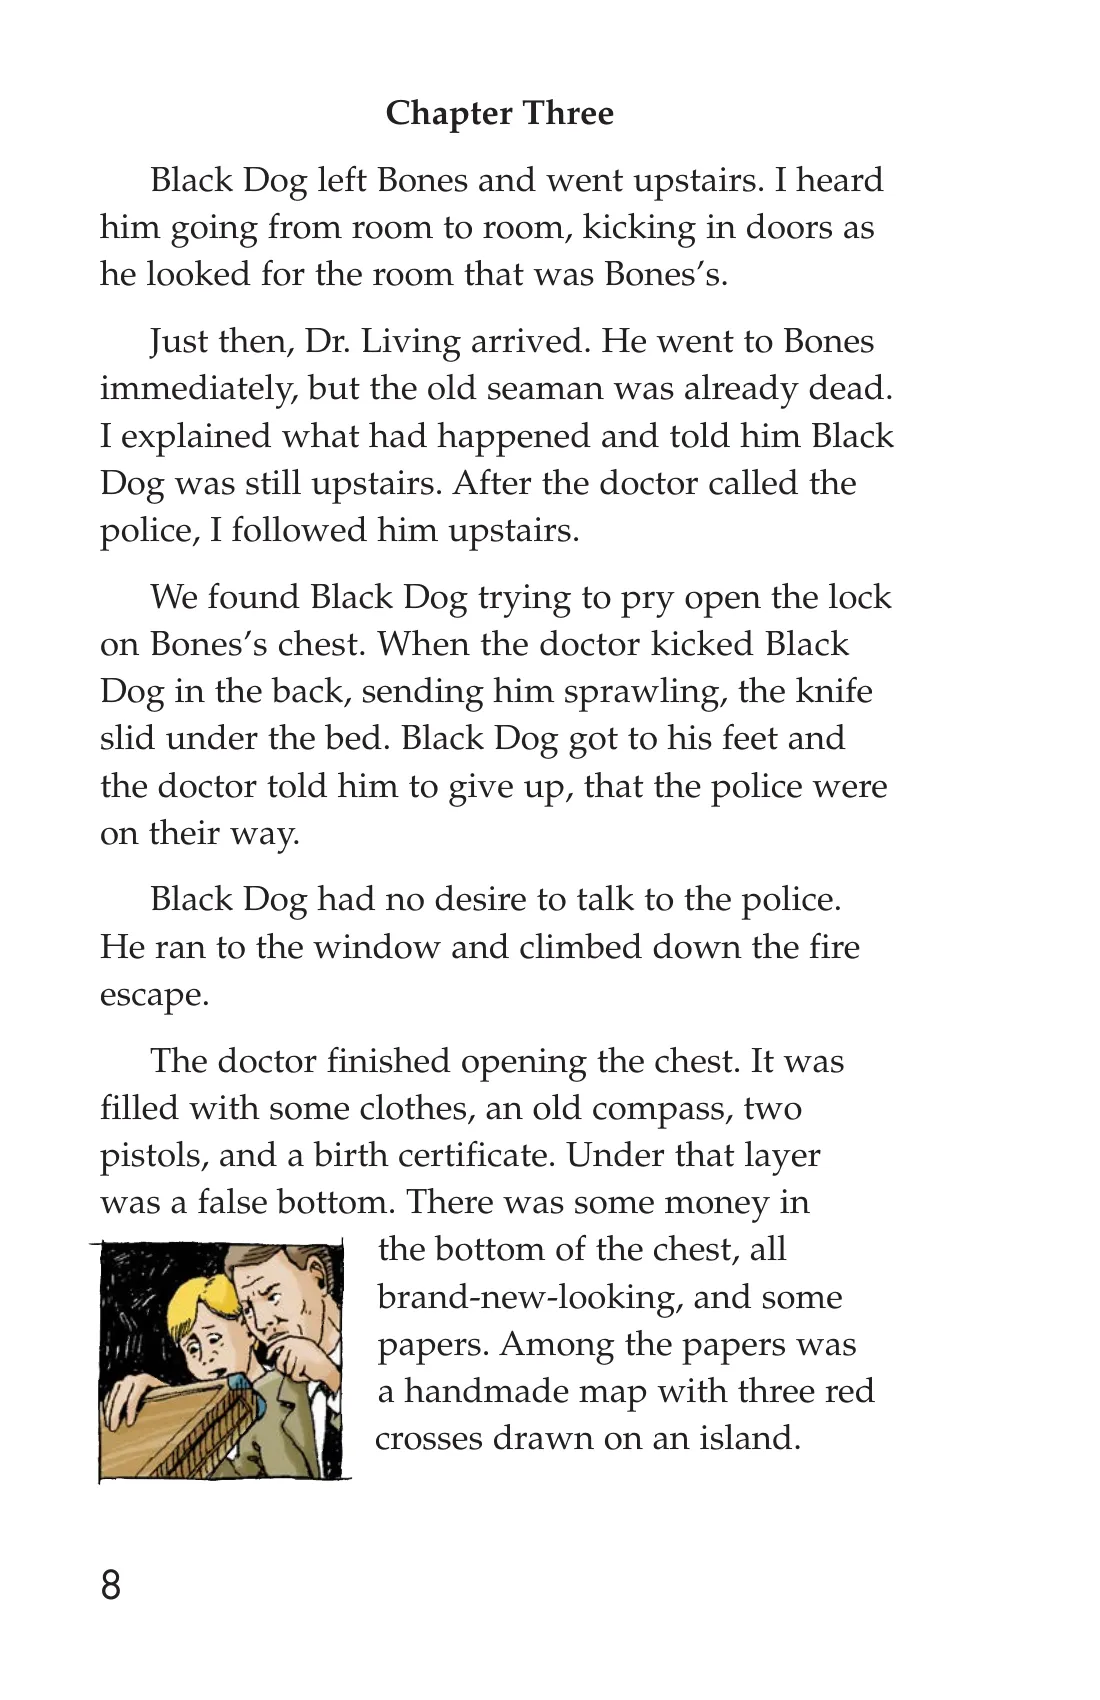 Chapter Three
Black Dog left Bones and went upstairs. I heard
him going from room to room, kicking in doors as
he looked for the room that was Bones’s.
Just then, Dr. Living arrived. He went to Bones
immediately, but the old seaman was already dead.
I explained what had happened and told him Black
Dog was still upstairs. After the doctor called the
police, I followed him upstairs.
We found Black Dog trying to pry open the lock
on Bones’s chest. When the doctor kicked Black
Dog in the back, sending him sprawling, the knife
slid under the bed. Black Dog got to his feet and
the doctor told him to give up, that the police were
on their way.
Black Dog had no desire to talk to the police.
He ran to the window and climbed down the fire
escape.
The doctor finished opening the chest. It was
filled with some clothes, an old compass, two
pistols, and a birth certificate. Under that layer
was a false bottom. There was some money in
the bottom of the chest, all
brand-new-looking, and some
papers. Among the papers was
a handmade map with three red
crosses drawn on an island.
8